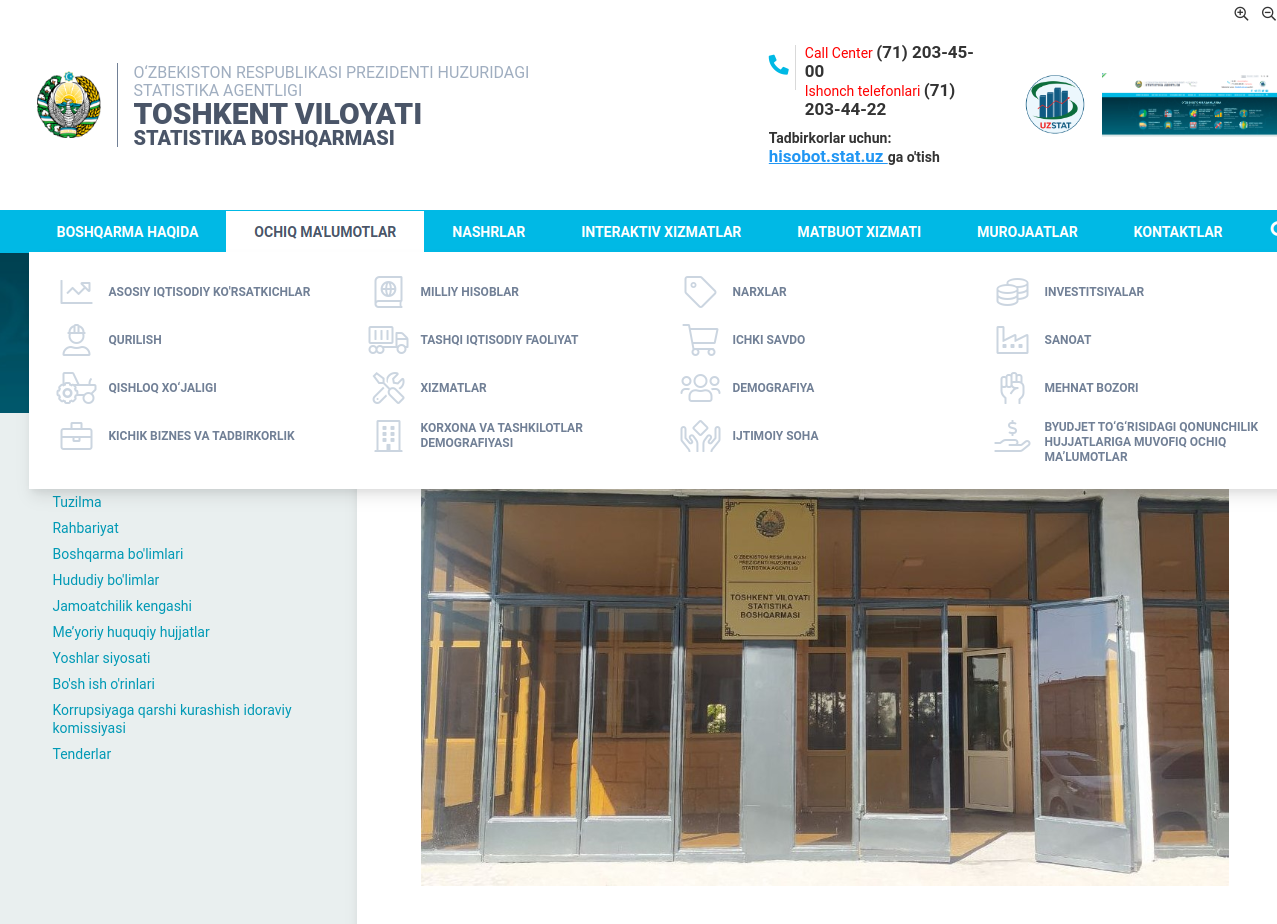 O‘ZBEKISTON RESPUBLIKASI PREZIDENTI HUZURIDAGI
STATISTIKA AGENTLIGI
TOSHKENT VILOYATI
STATISTIKA BOSHQARMASI
Call Center (71) 203-45-
00
Ishonch telefonlari (71)
203-44-22
Tadbirkorlar uchun:
hisobot.stat.uz ga o'tish
UZSTAT
BOSHQARMA HAQIDA
OCHIQ MA'LUMOTLAR
NASHRLAR
INTERAKTIV XIZMATLAR
MATBUOT XIZMATI
MUROJAATLAR
KONTAKTLAR
ASOSIY IQTISODIY KO'RSATKICHLAR
MILLIY HISOBLAR
NARXLAR
INVESTITSIYALAR
QURILISH
TASHQI IQTISODIY FAOLIYAT
ICHKI SAVDO
SANOAT
QISHLOQ XO‘JALIGI
XIZMATLAR
DEMOGRAFIYA
MEHNAT BOZORI
KICHIK BIZNES VA TADBIRKORLIK
KORXONA VA TASHKILOTLAR
DEMOGRAFIYASI
IJTIMOIY SOHA
BYUDJET TO‘G‘RISIDAGI QONUNCHILIK
HUJJATLARIGA MUVOFIQ OCHIQ
MA’LUMOTLAR
Tuzilma
Rahbariyat
Boshqarma bo'limlari
Hududiy bo'limlar
Jamoatchilik kengashi
Me’yoriy huquqiy hujjatlar
Yoshlar siyosati
Bo'sh ish o'rinlari
Korrupsiyaga qarshi kurashish idoraviy
komissiyasi
Tenderlar
O‘ZBEKISTON RESPUBLIKASI
PREZIDENTI HUZURIDAGI
STATISTIKA AGENTLIGI
TOSHKENT VILOYATI
STATISTIKA
BOSHQARMASI